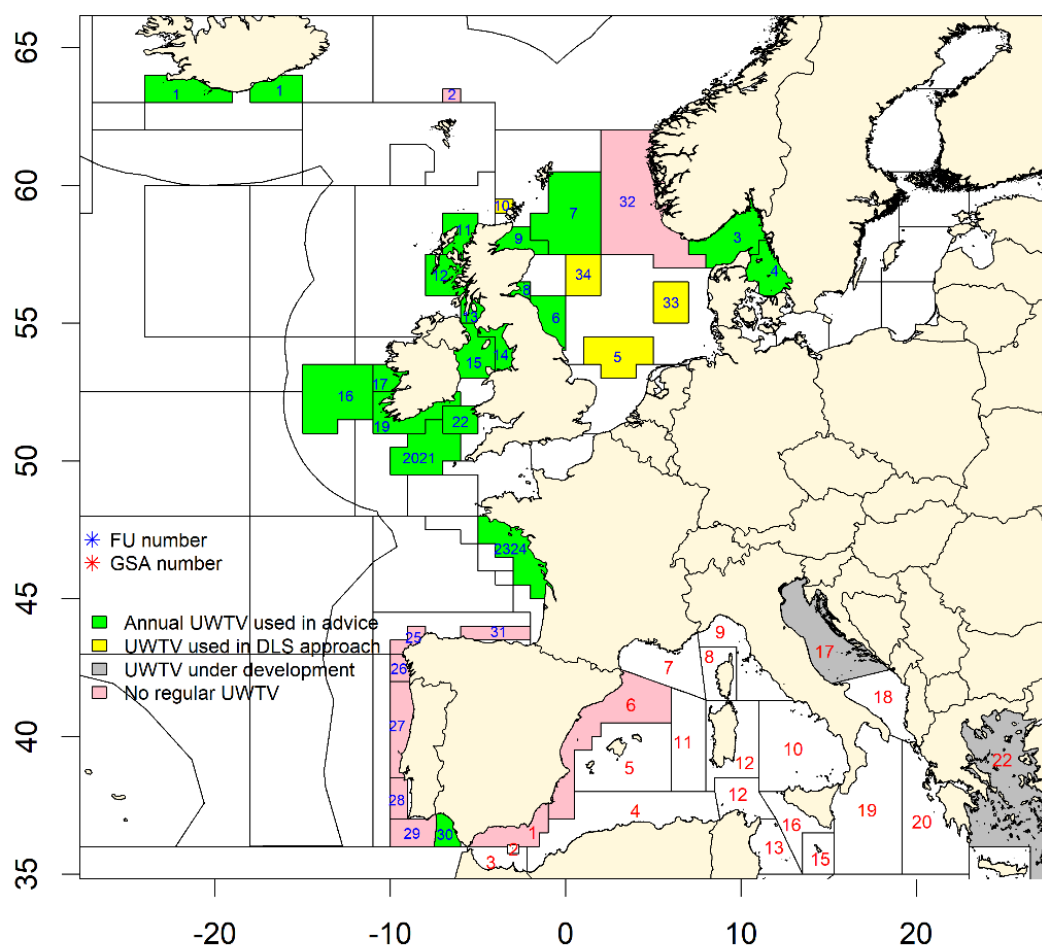 65
1 1 2
60
10 7 32
11 9 3
12 34 4
8 33
55
13 6
14 15 5
17
16
19 22
50
2021
FU number 2324
GSA number
45
Annual UWTV used in advice
25 31 9
UWTV used in DLS approach
17
UWTV under development
26 7 8
No regular UWTV
6 18
40
27 11 10 22
5 12
28 12
4 19 20
29 30 1 16
2 13 15
3
35
-20 -10 0 10 20